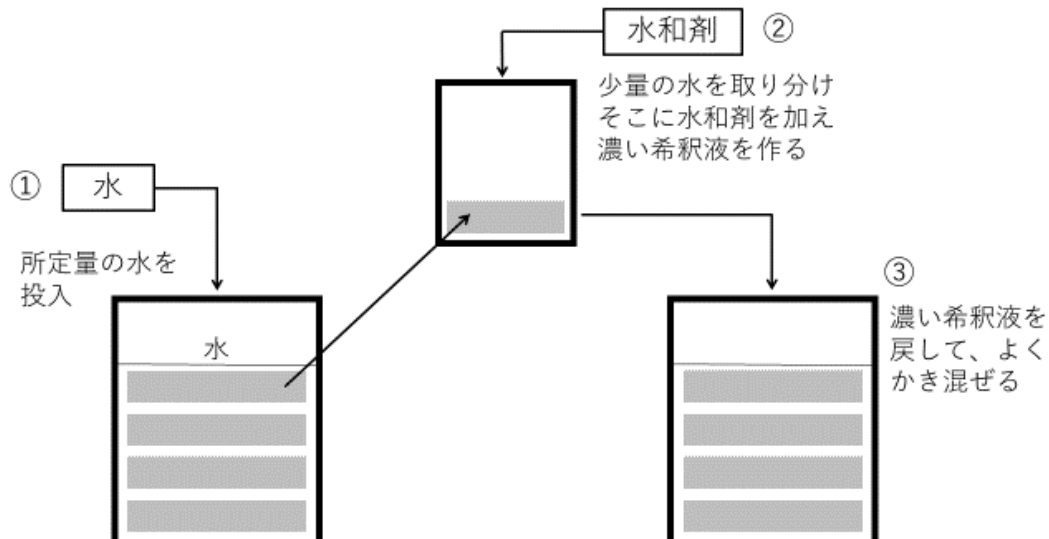 ① 水
所定量の水を
投入
水
水和剤 ②
少量の水を取り分け
そこに水和剤を加え
濃い希釈液を作る
③
濃い希釈液を
戻して、よく
かき混ぜる